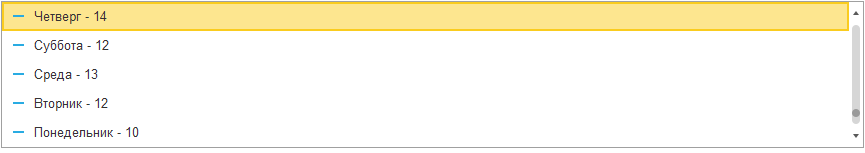 Четверг - 14
Суббота - 12
Среда - 13
Вторник - 12
Понедельник - 10